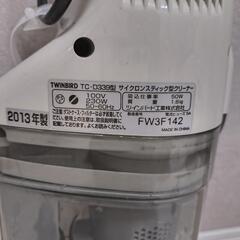 TWINBIRD TC-D339型 サイクロンスティック型クリーナー
100V
230W
50-60Hz
吸込仕事率 50W
質量 1.8kg
ツインバード工業株式会社
2013年製
FW3F142
MADE IN CHINA